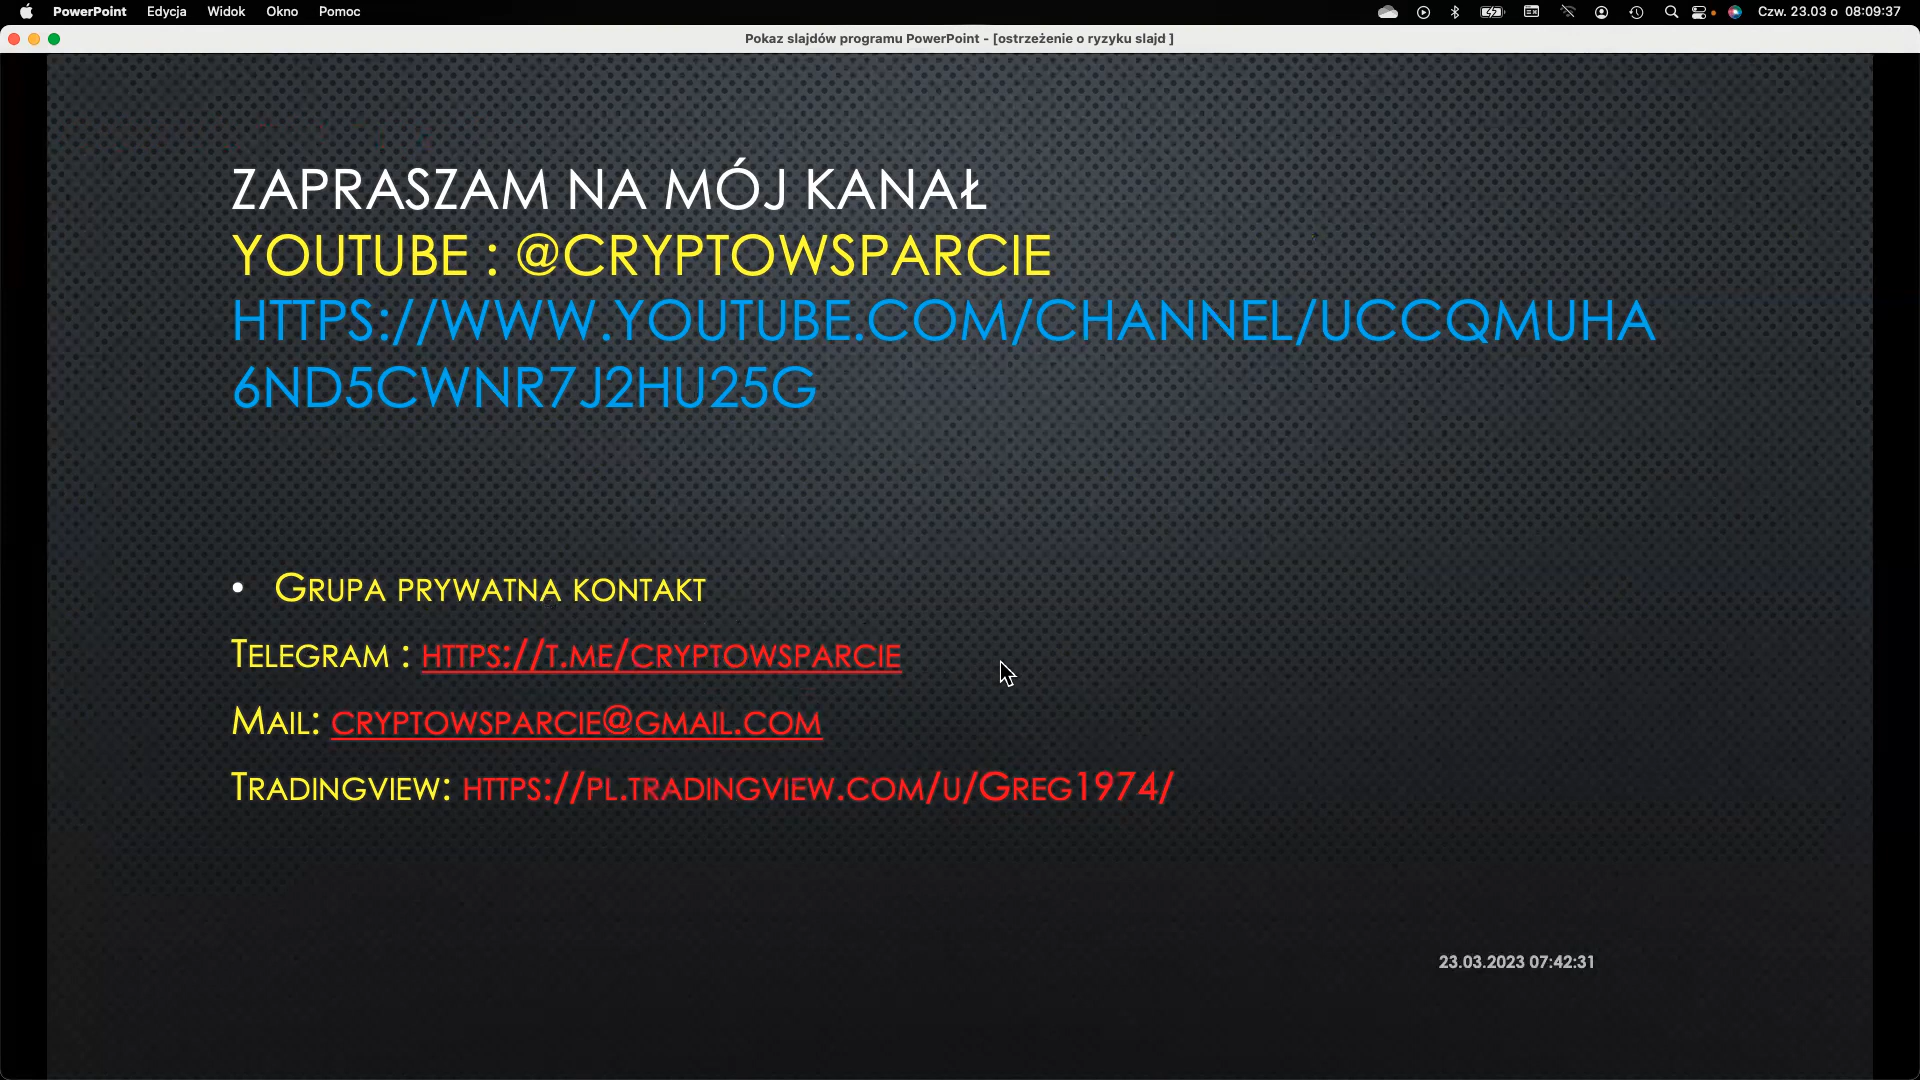 PowerPoint Edycja Widok Okno Pomoc Czw. 23.03 o 08:09:37
Pokaz slajdów programu PowerPoint - [ostrzeżenie o ryzyku slajd ]
ZAPRASZAM NA MÓJ KANAŁ
YOUTUBE : @CRYPTOWSPARCIE
HTTPS://WWW.YOUTUBE.COM/CHANNEL/UCCQMUHA
6ND5CWNR7J2HU25G
• GRUPA PRYWATNA KONTAKT
TELEGRAM : HTTPS://T.ME/CRYPTOWSPARCIE
MAIL: CRYPTOWSPARCIE@GMAIL.COM
TRADINGVIEW: HTTPS://PL.TRADINGVIEW.COM/U/GREG1974/
23.03.2023 07:42:31